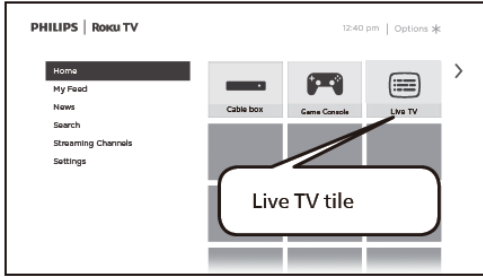 PHILIPS | ROKU TV
12:40 pm | Options
Home
My Feed
News
Search
Streaming Channels
Settings
Cable box
Game Console
Live TV
Live TV tile